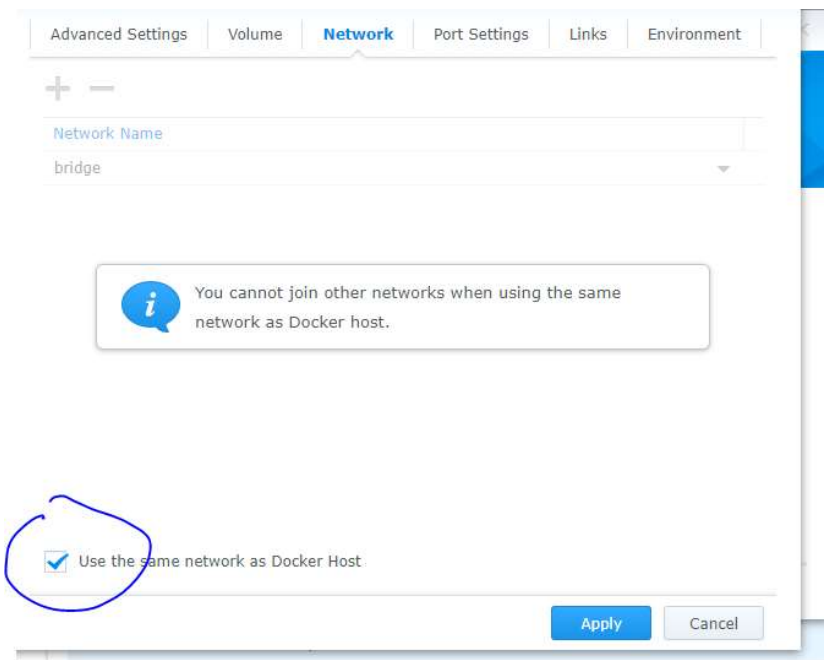 Advanced Settings Volume Network Port Settings Links Environment
Network Name
bridge
You cannot join other networks when using the same
network as Docker host.
Use the same network as Docker Host
Apply Cancel